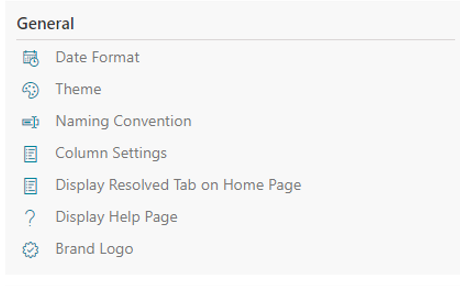 General
Date Format
Theme
Naming Convention
Column Settings
Display Resolved Tab on Home Page
Display Help Page
Brand Logo